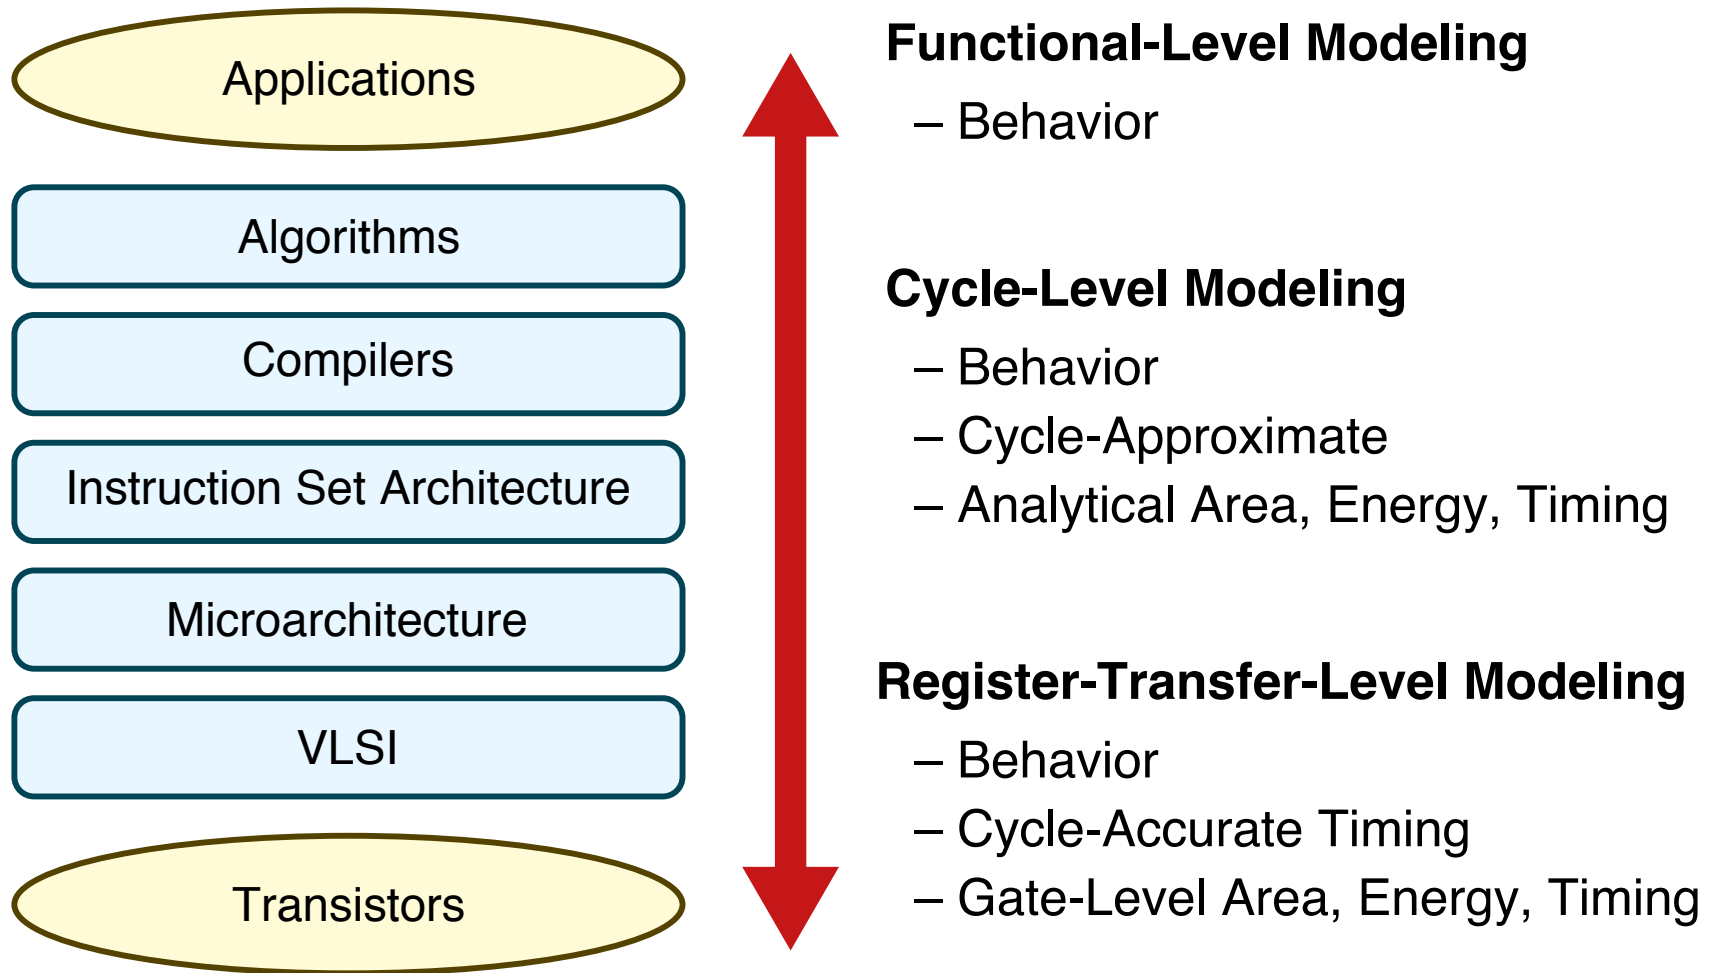 Applications
Algorithms
Compilers
Instruction Set Architecture
Microarchitecture
VLSI
Transistors
Functional-Level Modeling
– Behavior
Cycle-Level Modeling
– Behavior
– Cycle-Approximate
– Analytical Area, Energy, Timing
Register-Transfer-Level Modeling
– Behavior
– Cycle-Accurate Timing
– Gate-Level Area, Energy, Timing